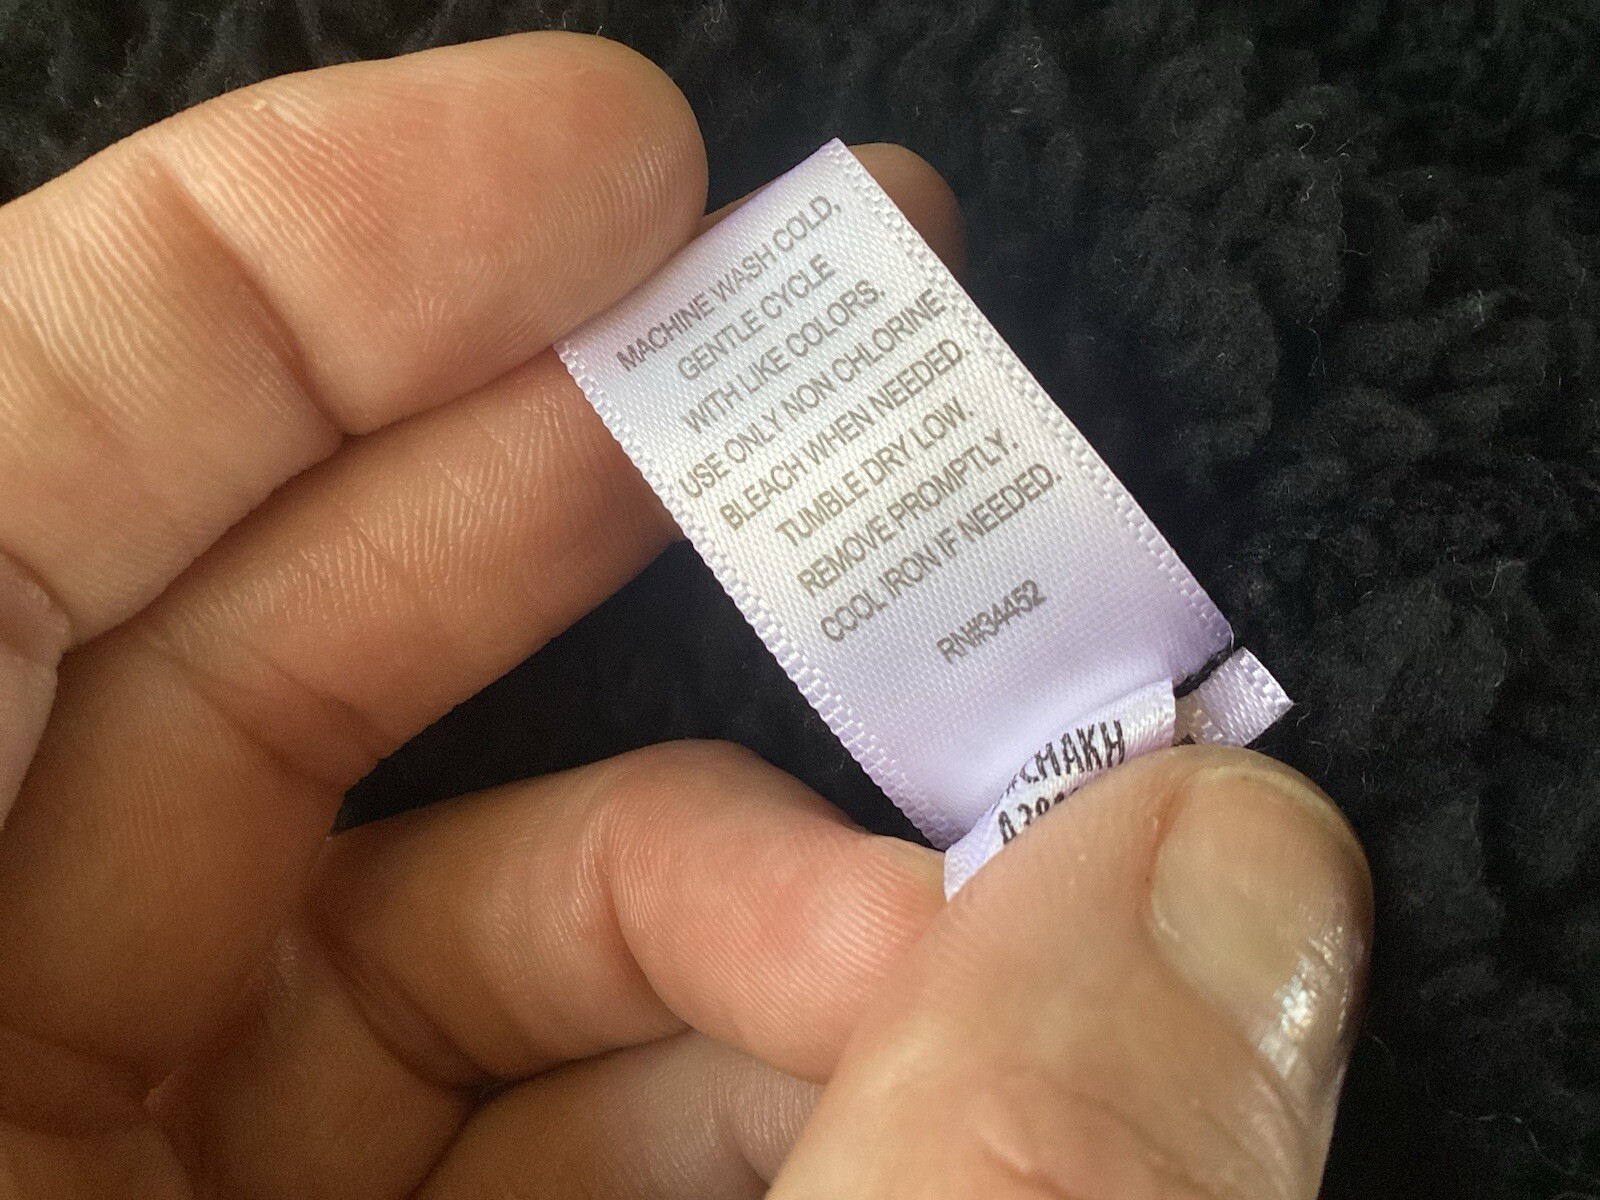 MACHINE WASH COLD,
GENTLE CYCLE
WITH LIKE COLORS.
USE ONLY NON CHLORINE
BLEACH WHEN NEEDED.
TUMBLE DRY LOW.
REMOVE PROMPTLY.
COOL IRON IF NEEDED.
RN#34452